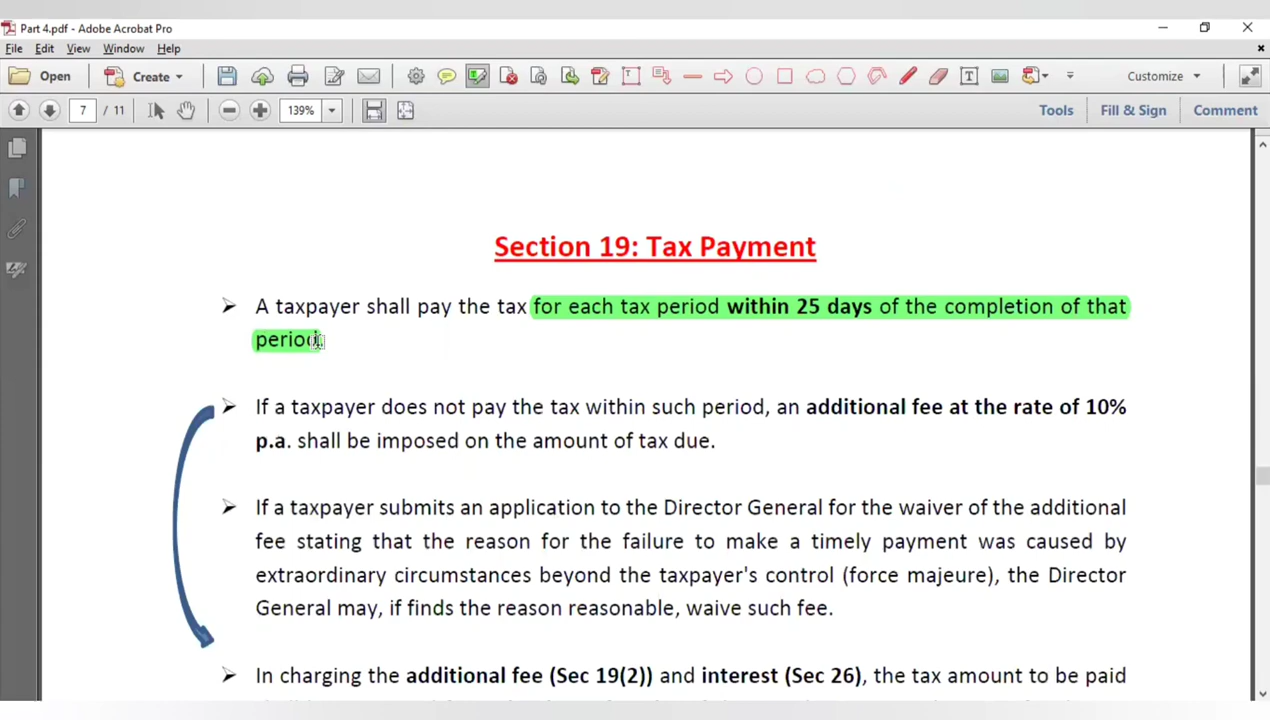 Part 4.pdf - Adobe Acrobat Pro
File Edit View Window Help
Open Create Customize
7 / 11 139% Tools Fill & Sign Comment
Section 19: Tax Payment
➢ A taxpayer shall pay the tax for each tax period within 25 days of the completion of that
period.
➢ If a taxpayer does not pay the tax within such period, an additional fee at the rate of 10%
p.a. shall be imposed on the amount of tax due.
➢ If a taxpayer submits an application to the Director General for the waiver of the additional
fee stating that the reason for the failure to make a timely payment was caused by
extraordinary circumstances beyond the taxpayer's control (force majeure), the Director
General may, if finds the reason reasonable, waive such fee.
➢ In charging the additional fee (Sec 19(2)) and interest (Sec 26), the tax amount to be paid